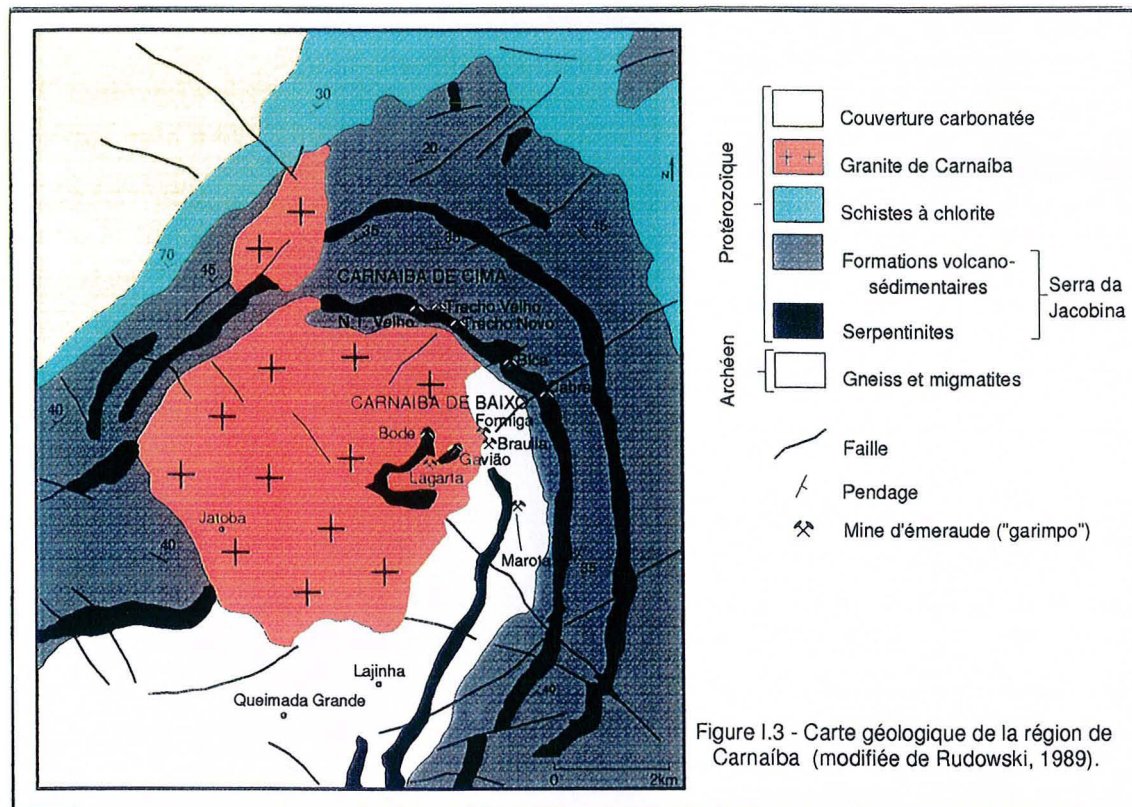 30
20
N
70
45
35
35
45
CARNAIBA DE CIMA
Trecho Velho
Velho
Trecho Novo
Bica
Cabra
40
CARNAIBA DE BAIXO
Formiga
Bode
Braulia
Gavião
Lagarta
Jatoba
40
Marota
Lajinha
Queimada Grande
40
0 2km
Protérozoïque
Archéen
Couverture carbonatée
Granite de Carnaíba
Schistes à chlorite
Formations volcano-
sédimentaires
Serpentinites
Serra da
Jacobina
Gneiss et migmatites
Faille
Pendage
Mine d'émeraude ("garimpo")
Figure I.3 - Carte géologique de la région de
Carnaíba (modifiée de Rudowski, 1989).